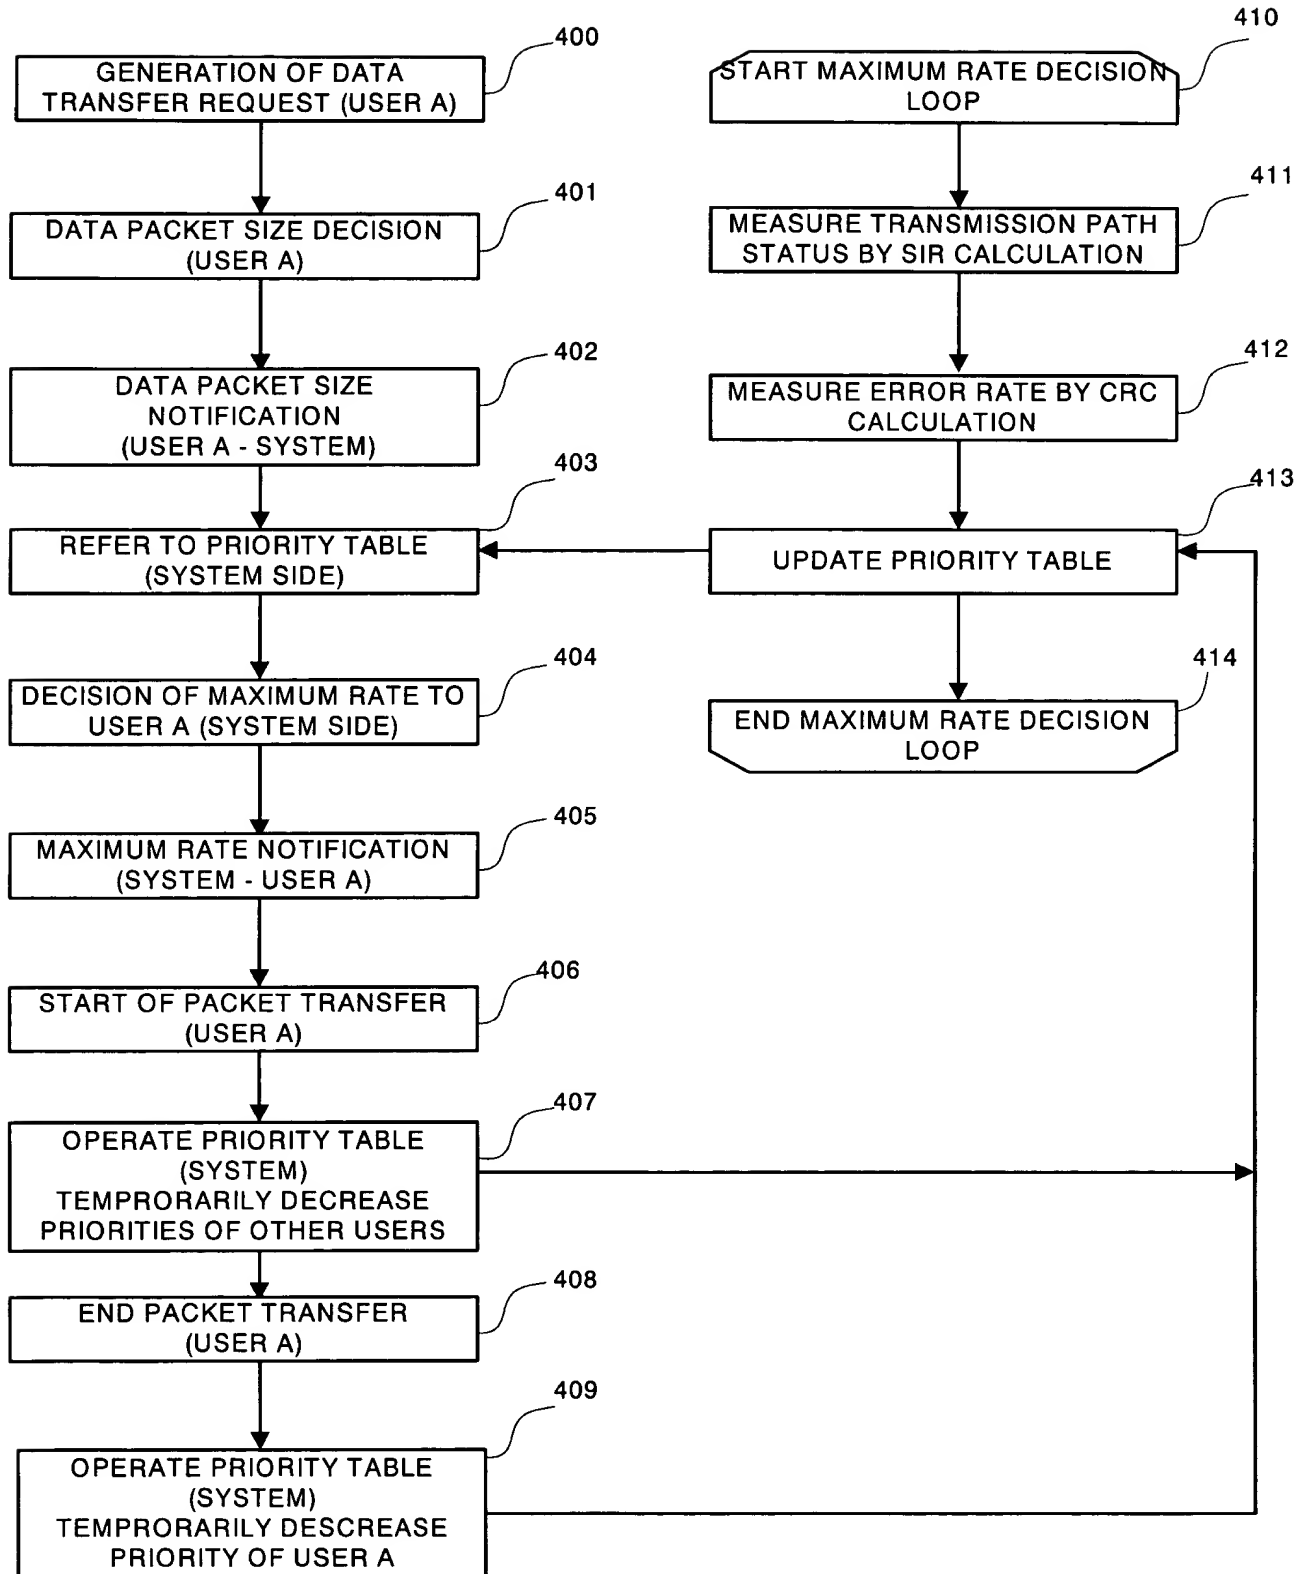 400
GENERATION OF DATA
TRANSFER REQUEST (USER A)
401
DATA PACKET SIZE DECISION
(USER A)
402
DATA PACKET SIZE
NOTIFICATION
(USER A - SYSTEM)
403
REFER TO PRIORITY TABLE
(SYSTEM SIDE)
404
DECISION OF MAXIMUM RATE TO
USER A (SYSTEM SIDE)
405
MAXIMUM RATE NOTIFICATION
(SYSTEM - USER A)
406
START OF PACKET TRANSFER
(USER A)
407
OPERATE PRIORITY TABLE
(SYSTEM)
TEMPRORARILY DECREASE
PRIORITIES OF OTHER USERS
408
END PACKET TRANSFER
(USER A)
409
OPERATE PRIORITY TABLE
(SYSTEM)
TEMPRORARILY DESCREASE
PRIORITY OF USER A
410
START MAXIMUM RATE DECISION
LOOP
411
MEASURE TRANSMISSION PATH
STATUS BY SIR CALCULATION
412
MEASURE ERROR RATE BY CRC
CALCULATION
413
UPDATE PRIORITY TABLE
414
END MAXIMUM RATE DECISION
LOOP